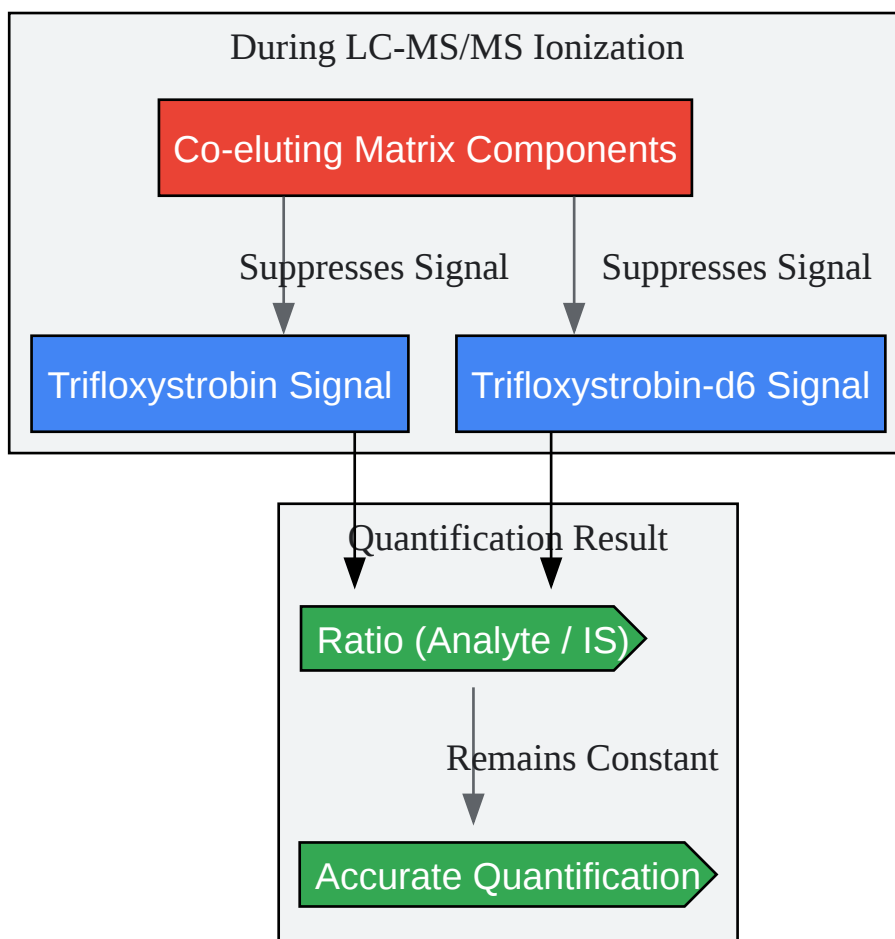 During LC-MS/MS Ionization
Co-eluting Matrix Components
Suppresses Signal
Suppresses Signal
Trifloxystrobin Signal
Trifloxystrobin-d6 Signal
Quantification Result
Ratio (Analyte / IS)
Remains Constant
Accurate Quantification